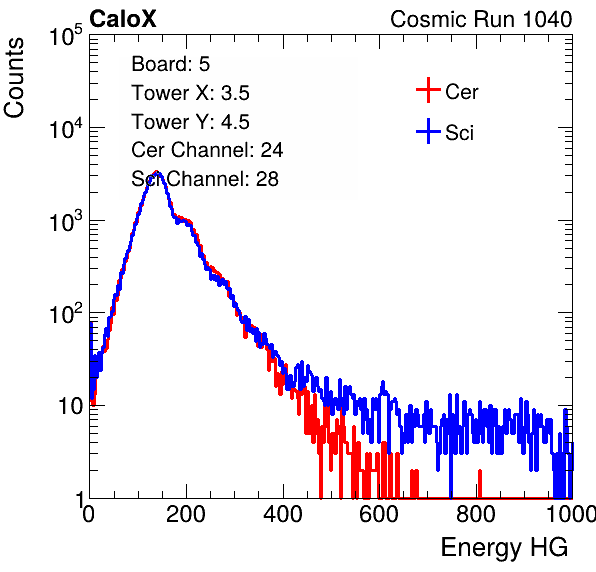 CaloX Cosmic Run 1040
Counts
10^5
10^4
10^3
10^2
10
1
Board: 5
Tower X: 3.5
Tower Y: 4.5
Cer Channel: 24
Sci Channel: 28
Cer
Sci
0 200 400 600 800 1000
Energy HG